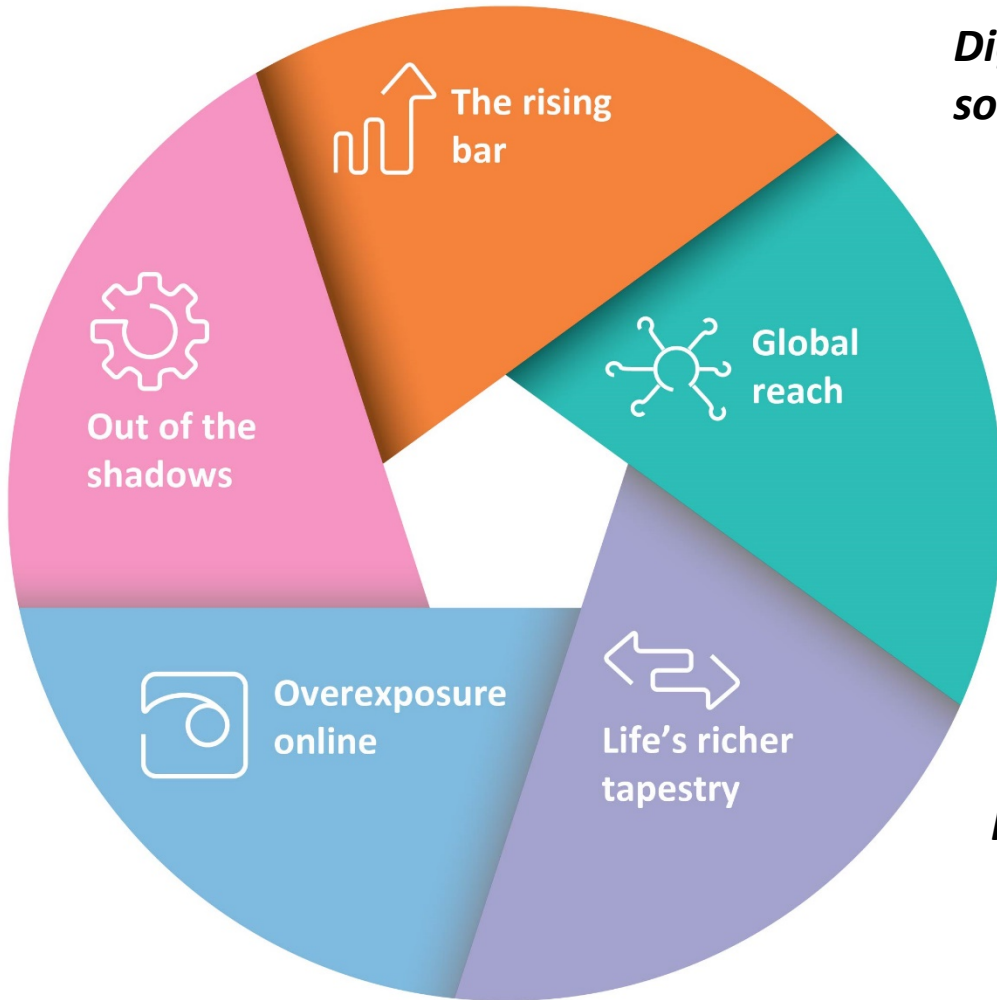 The rising
bar
Global
reach
Out of the
shadows
Overexposure
online
Life’s richer
tapestry